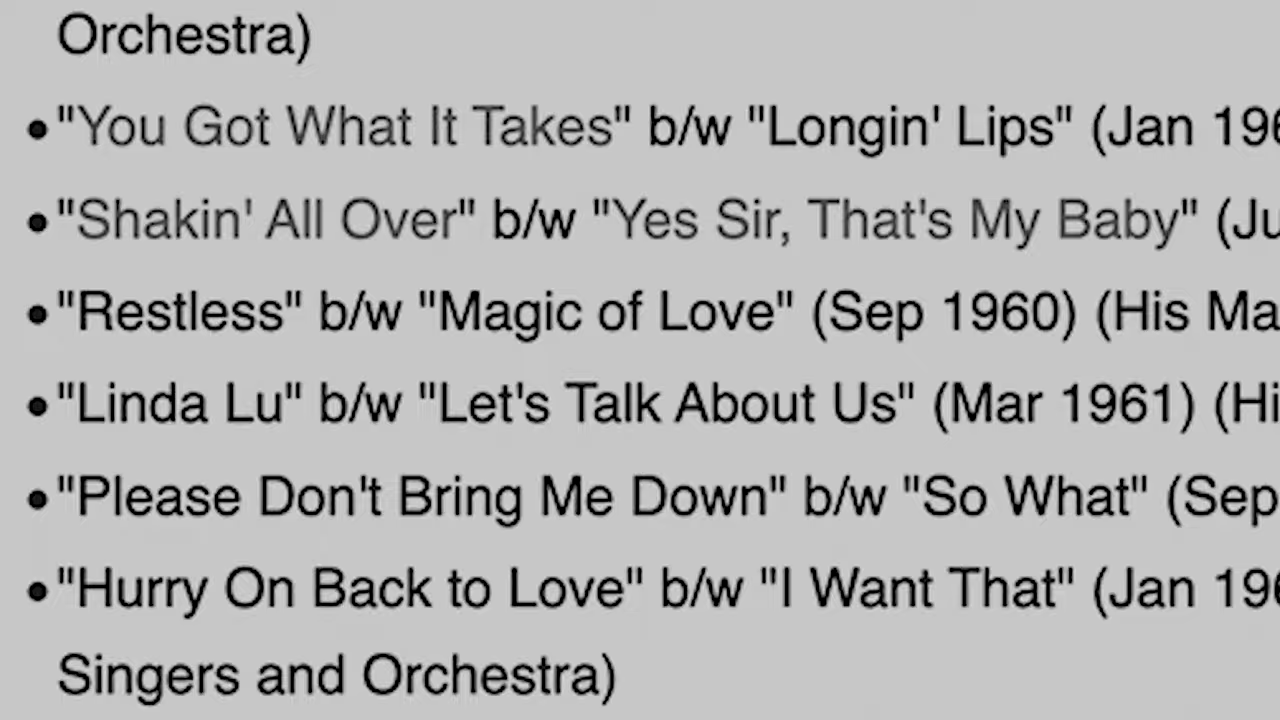 Orchestra)
•"You Got What It Takes" b/w "Longin' Lips" (Jan 196
•"Shakin' All Over" b/w "Yes Sir, That's My Baby" (Ju
•"Restless" b/w "Magic of Love" (Sep 1960) (His Ma
•"Linda Lu" b/w "Let's Talk About Us" (Mar 1961) (Hi
•"Please Don't Bring Me Down" b/w "So What" (Sep
•"Hurry On Back to Love" b/w "I Want That" (Jan 196
Singers and Orchestra)